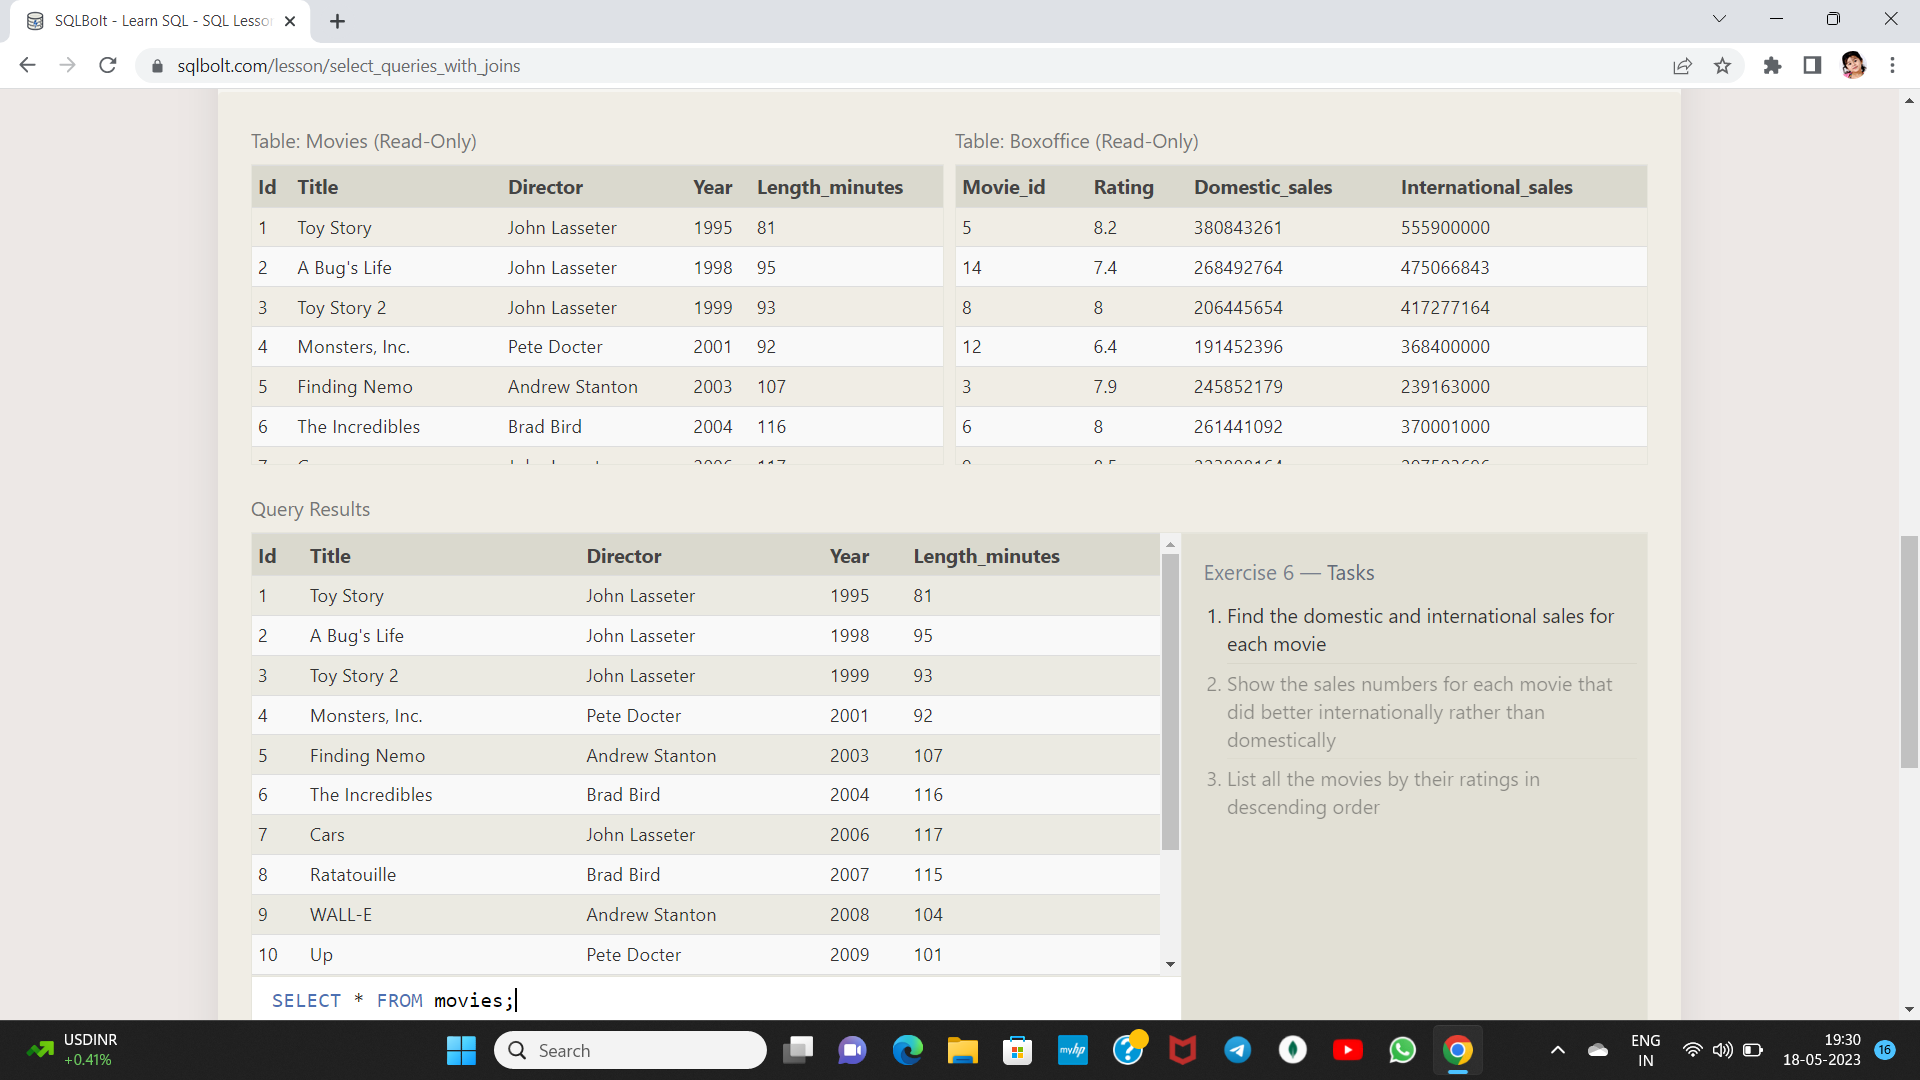 SQLBolt - Learn SQL - SQL Lesso
sqlbolt.com/lesson/select_queries_with_joins
Table: Movies (Read-Only)
Id Title Director Year Length_minutes
1 Toy Story John Lasseter 1995 81
2 A Bug's Life John Lasseter 1998 95
3 Toy Story 2 John Lasseter 1999 93
4 Monsters, Inc. Pete Docter 2001 92
5 Finding Nemo Andrew Stanton 2003 107
6 The Incredibles Brad Bird 2004 116
Table: Boxoffice (Read-Only)
Movie_id Rating Domestic_sales International_sales
5 8.2 380843261 555900000
14 7.4 268492764 475066843
8 8 206445654 417277164
12 6.4 191452396 368400000
3 7.9 245852179 239163000
6 8 261441092 370001000
Query Results
Id Title Director Year Length_minutes
1 Toy Story John Lasseter 1995 81
2 A Bug's Life John Lasseter 1998 95
3 Toy Story 2 John Lasseter 1999 93
4 Monsters, Inc. Pete Docter 2001 92
5 Finding Nemo Andrew Stanton 2003 107
6 The Incredibles Brad Bird 2004 116
7 Cars John Lasseter 2006 117
8 Ratatouille Brad Bird 2007 115
9 WALL-E Andrew Stanton 2008 104
10 Up Pete Docter 2009 101
SELECT * FROM movies;
Exercise 6 — Tasks
1. Find the domestic and international sales for
each movie
2. Show the sales numbers for each movie that
did better internationally rather than
domestically
3. List all the movies by their ratings in
descending order
USDINR
+0.41%
Search
myhp
ENG
IN
19:30
18-05-2023
16